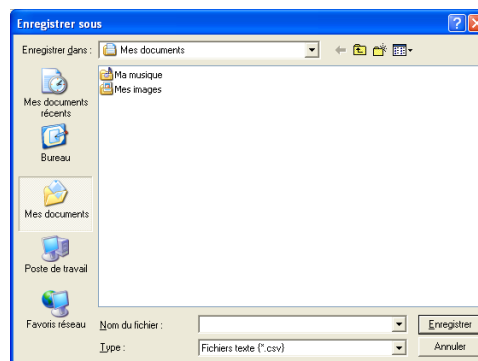 Enregistrer sous
Enregistrer dans :
Mes documents
Ma musique
Mes images
Mes documents
récents
Bureau
Mes documents
Poste de travail
Favoris réseau
Nom du fichier :
Enregistrer
Type :
Fichiers texte (*.csv)
Annuler